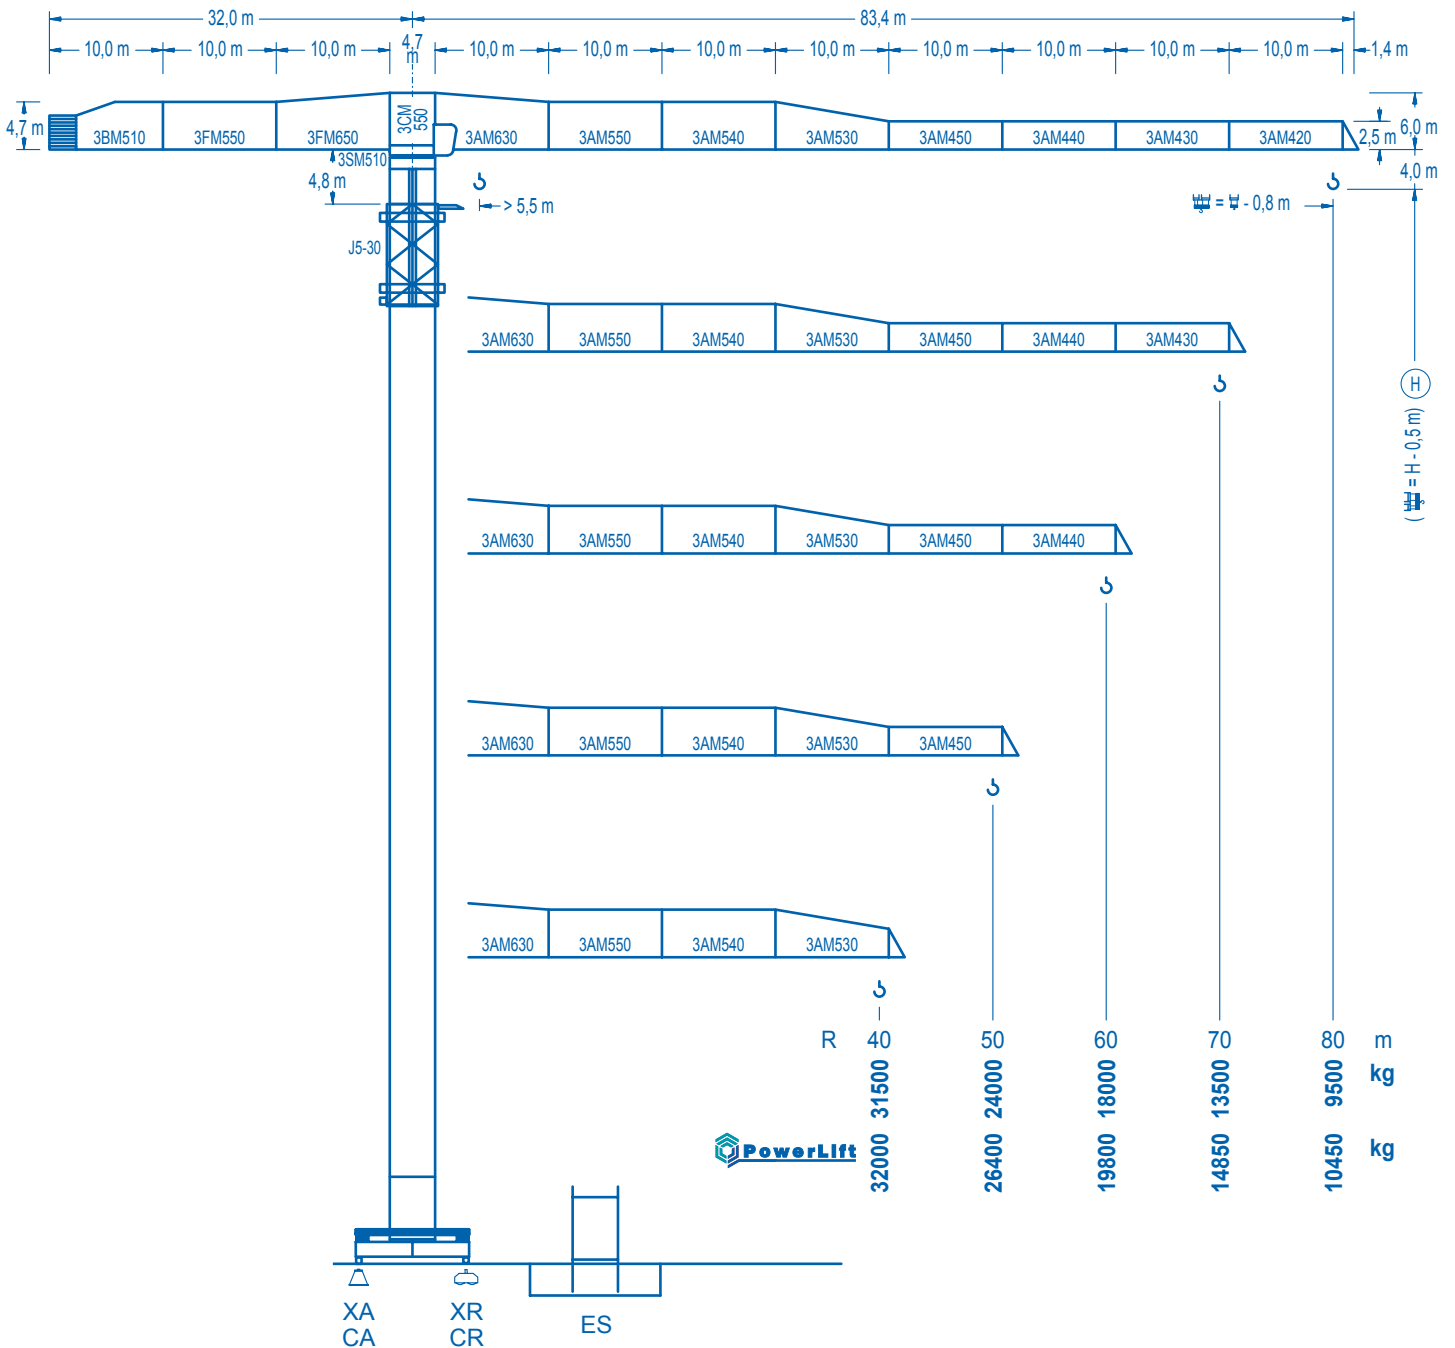 32,0 m 83,4 m
10,0 m 10,0 m 10,0 m 4,7 m 10,0 m 10,0 m 10,0 m 10,0 m 10,0 m 10,0 m 10,0 m 10,0 m 1,4 m
4,7 m 3BM510 3FM550 3FM650 3CM 550 3AM630 3AM550 3AM540 3AM530 3AM450 3AM440 3AM430 3AM420 2,5 m 6,0 m
3SM510
4,8 m 4,0 m
> 5,5 m = - 0,8 m
J5-30
3AM630 3AM550 3AM540 3AM530 3AM450 3AM440 3AM430
H
( = H - 0,5 m)
3AM630 3AM550 3AM540 3AM530 3AM450 3AM440
3AM630 3AM550 3AM540 3AM530 3AM450
3AM630 3AM550 3AM540 3AM530
R 40 50 60 70 80 m
31500 24000 18000 13500 9500 kg
PowerLift 32000 26400 19800 14850 10450 kg
XA XR ES
CA CR